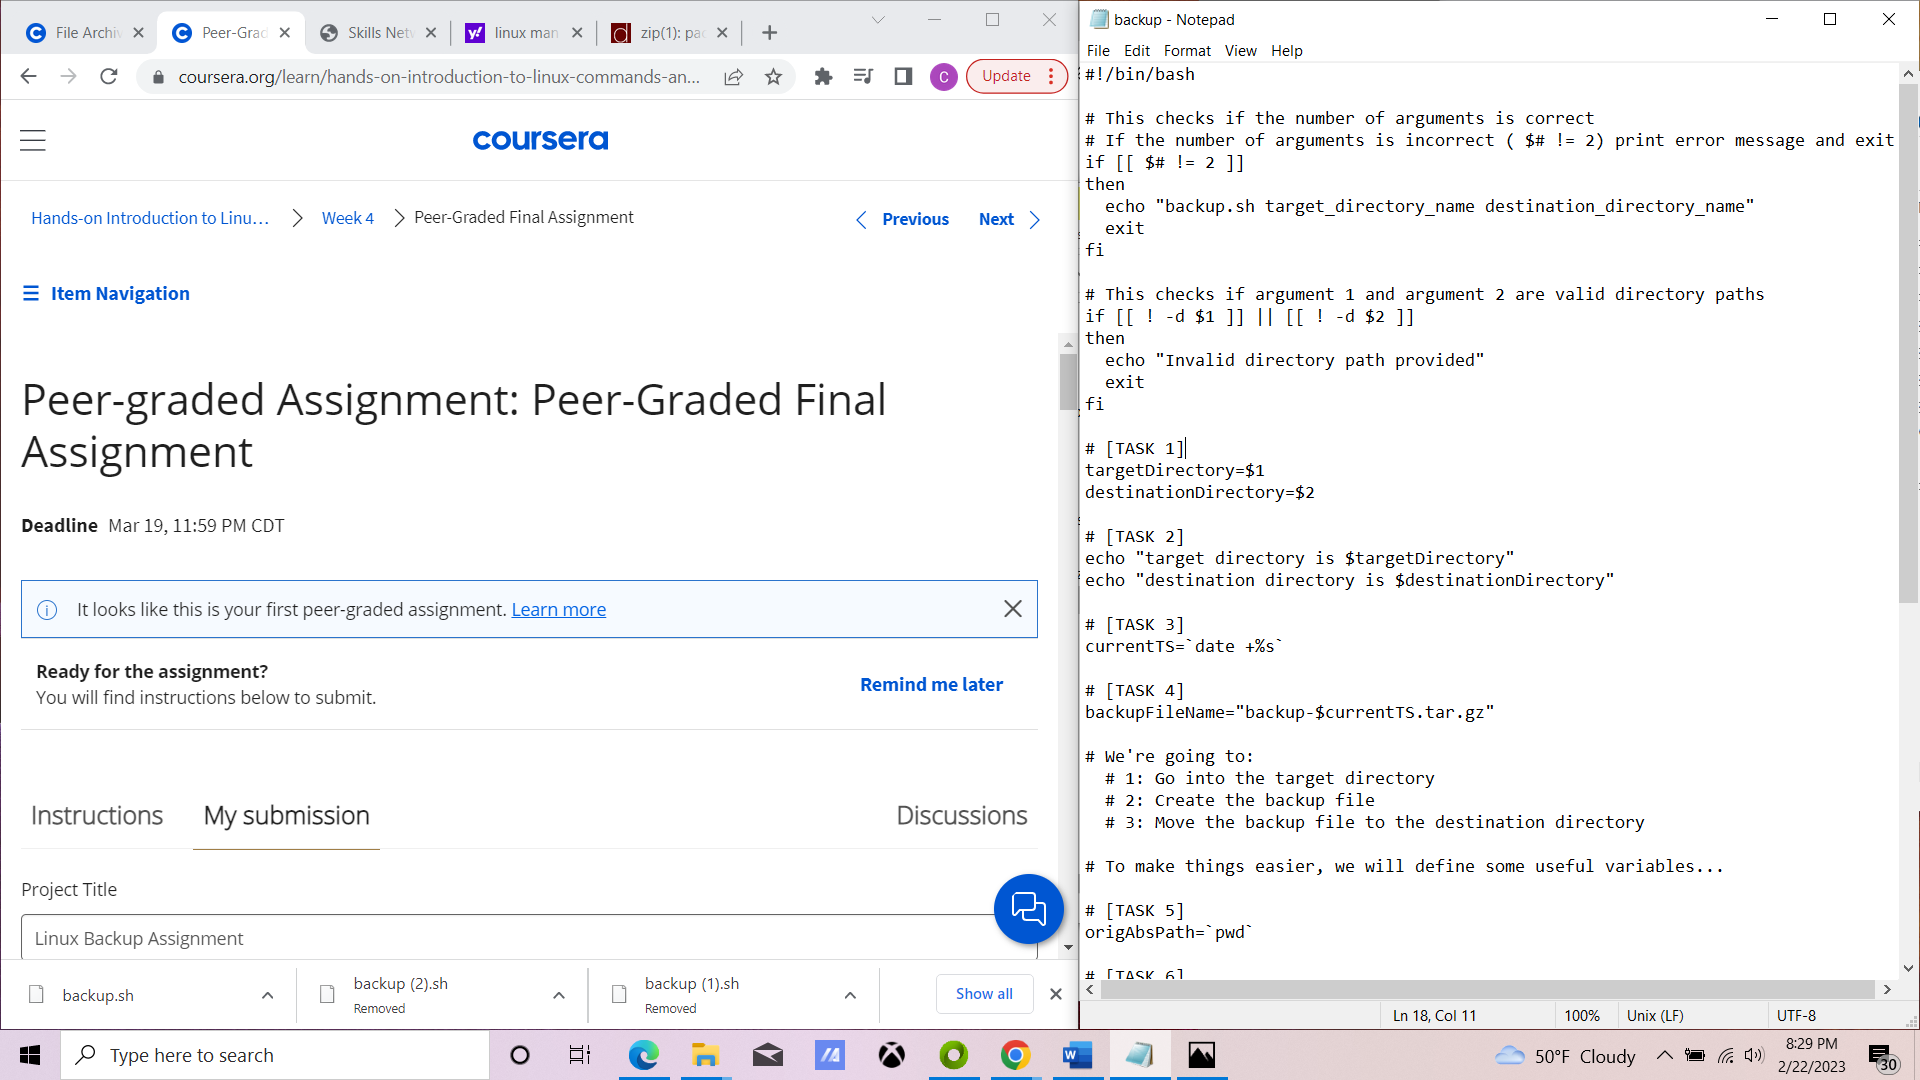 File Archiv
Peer-Grad
Skills Netv
linux man
zip(1): pac
coursera.org/learn/hands-on-introduction-to-linux-commands-an...
C
Update
coursera
Hands-on Introduction to Linu...
Week 4
Peer-Graded Final Assignment
Previous
Next
Item Navigation
Peer-graded Assignment: Peer-Graded Final
Assignment
Deadline Mar 19, 11:59 PM CDT
It looks like this is your first peer-graded assignment. Learn more
Ready for the assignment?
You will find instructions below to submit.
Remind me later
Instructions
My submission
Discussions
Project Title
Linux Backup Assignment
backup.sh
backup (2).sh
Removed
backup (1).sh
Removed
Show all
backup - Notepad
File Edit Format View Help
#!/bin/bash
# This checks if the number of arguments is correct
# If the number of arguments is incorrect ( $# != 2) print error message and exit
if [[ $# != 2 ]]
then
  echo "backup.sh target_directory_name destination_directory_name"
  exit
fi
# This checks if argument 1 and argument 2 are valid directory paths
if [[ ! -d $1 ]] || [[ ! -d $2 ]]
then
  echo "Invalid directory path provided"
  exit
fi
# [TASK 1]
targetDirectory=$1
destinationDirectory=$2
# [TASK 2]
echo "target directory is $targetDirectory"
echo "destination directory is $destinationDirectory"
# [TASK 3]
currentTS=`date +%s`
# [TASK 4]
backupFileName="backup-$currentTS.tar.gz"
# We're going to:
  # 1: Go into the target directory
  # 2: Create the backup file
  # 3: Move the backup file to the destination directory
# To make things easier, we will define some useful variables...
# [TASK 5]
origAbsPath=`pwd`
# [TASK 6]
Ln 18, Col 11
100%
Unix (LF)
UTF-8
Type here to search
50°F Cloudy
8:29 PM
2/22/2023
30